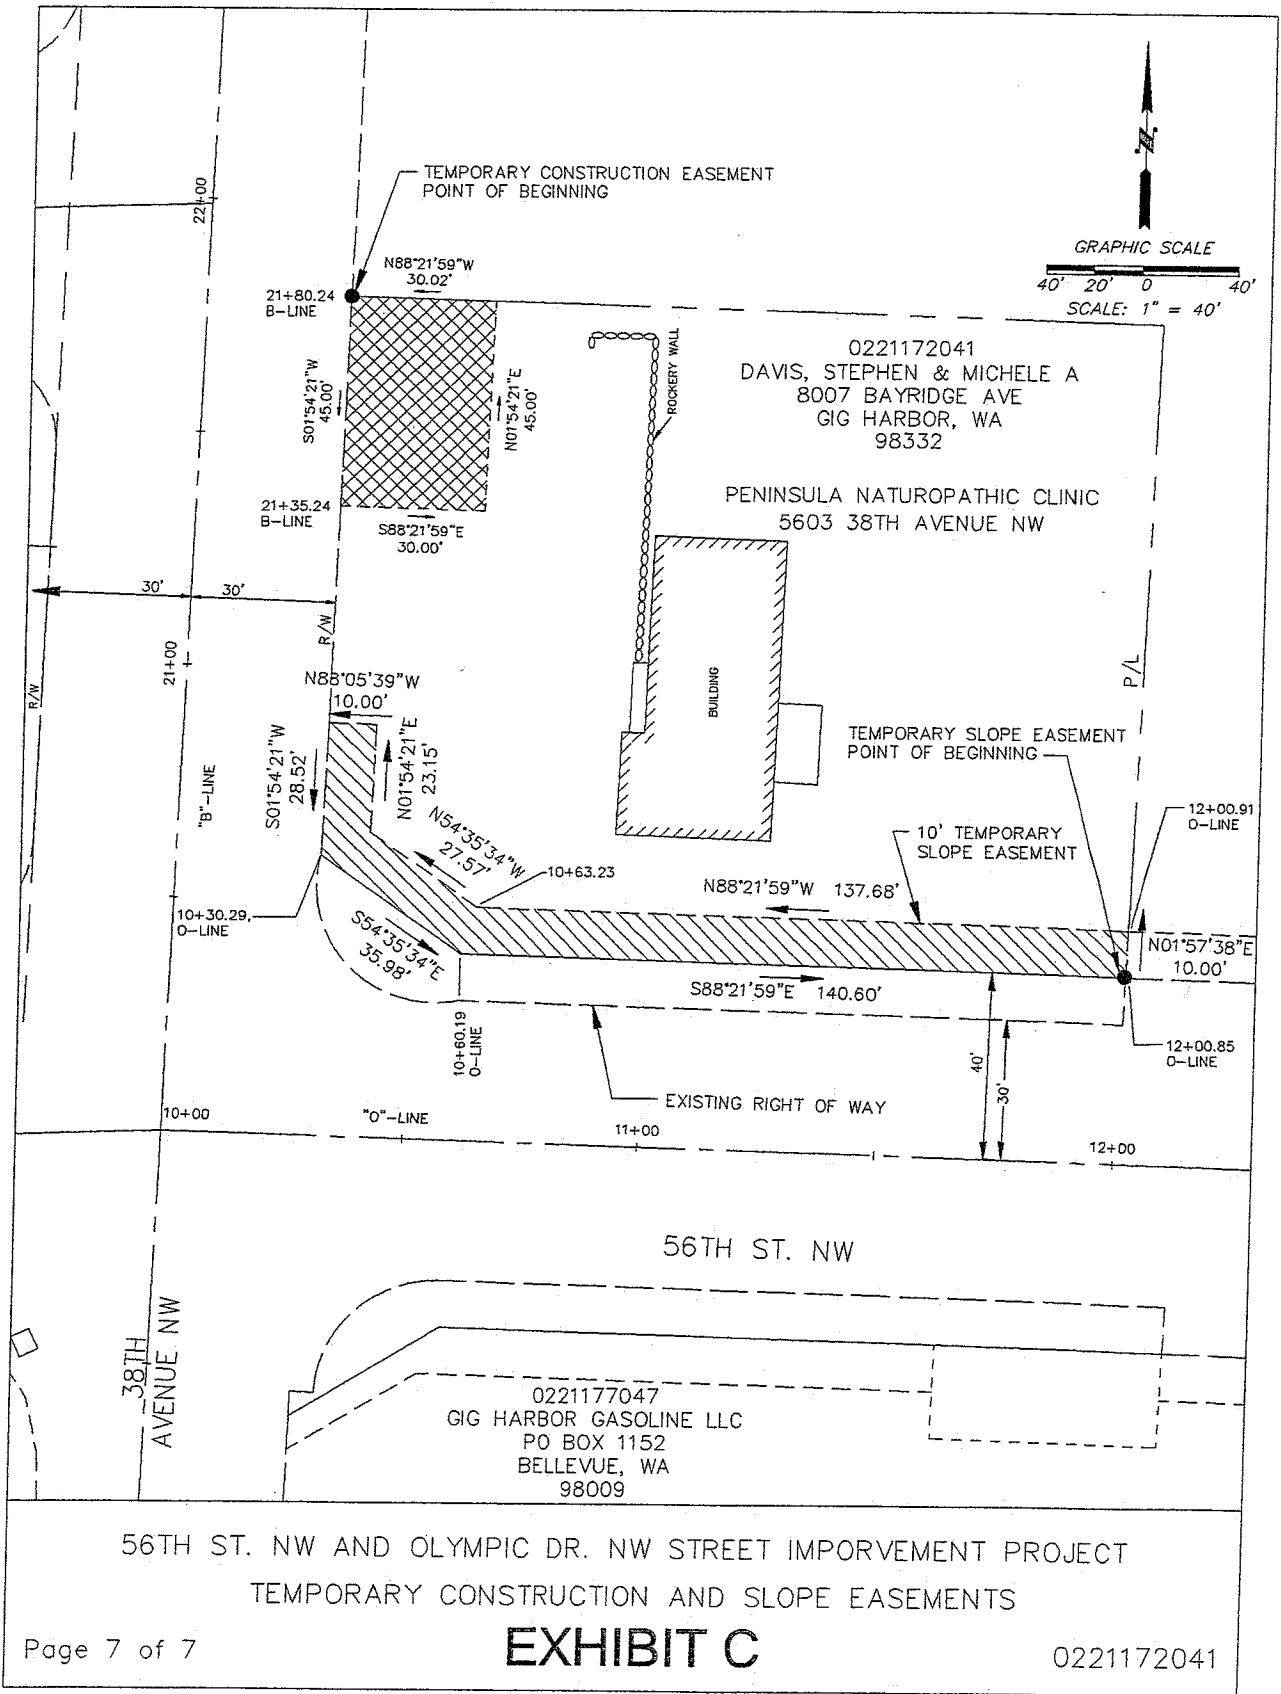 TEMPORARY CONSTRUCTION EASEMENT
POINT OF BEGINNING
22+00
N
GRAPHIC SCALE
40' 20' 0 40'
SCALE: 1" = 40'
N88°21'59"W
30.02'
21+80.24
B-LINE
S01°54'21"W
45.00'
N01°54'21"E
45.00'
ROCKERY WALL
0221172041
DAVIS, STEPHEN & MICHELE A
8007 BAYRIDGE AVE
GIG HARBOR, WA
98332
PENINSULA NATUROPATHIC CLINIC
5603 38TH AVENUE NW
21+35.24
B-LINE
S88°21'59"E
30.00'
30' 30'
R/W
R/W
21+00
P/L
N88°05'39"W
10.00'
S01°54'21"W
28.52'
N01°54'21"E
23.15'
BUILDING
"B"-LINE
TEMPORARY SLOPE EASEMENT
POINT OF BEGINNING
12+00.91
O-LINE
10' TEMPORARY
SLOPE EASEMENT
N54°35'34"W
27.57'
10+63.23
N88°21'59"W 137.68'
10+30.29,
O-LINE
S54°35'34"E
35.98'
N01°57'38"E
10.00'
S88°21'59"E 140.60'
10+60.19
O-LINE
40'
30'
12+00.85
O-LINE
EXISTING RIGHT OF WAY
10+00
"O"-LINE
11+00
12+00
56TH ST. NW
38TH
AVENUE NW
0221177047
GIG HARBOR GASOLINE LLC
PO BOX 1152
BELLEVUE, WA
98009
56TH ST. NW AND OLYMPIC DR. NW STREET IMPORVEMENT PROJECT
TEMPORARY CONSTRUCTION AND SLOPE EASEMENTS
Page 7 of 7
EXHIBIT C
0221172041